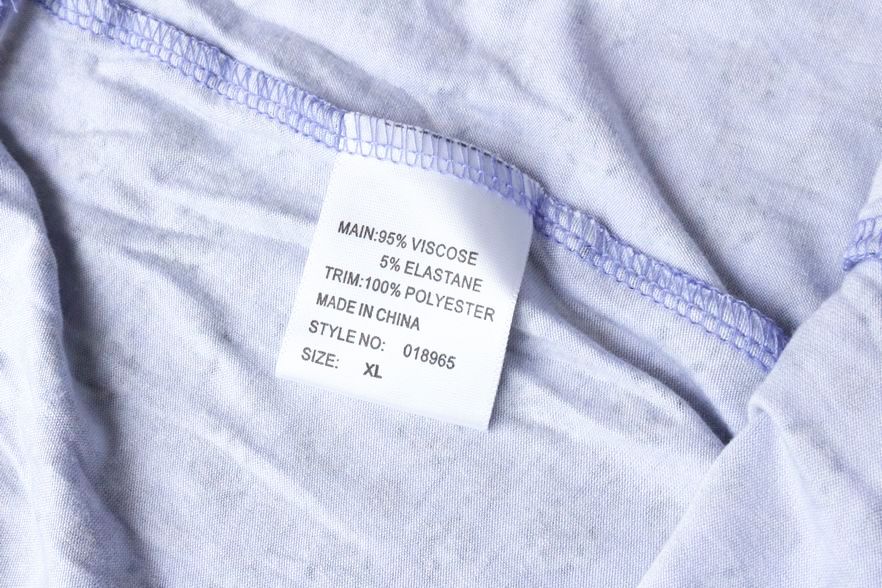 MAIN:95% VISCOSE
5% ELASTANE
TRIM:100% POLYESTER
MADE IN CHINA
STYLE NO: 018965
SIZE: XL